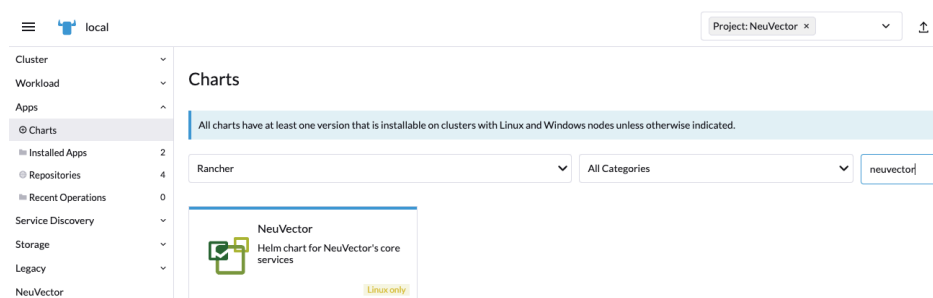 local
Project: NeuVector ×
Cluster
Workload
Apps
Charts
Installed Apps 2
Repositories 4
Recent Operations 0
Service Discovery
Storage
Legacy
NeuVector
Charts
All charts have at least one version that is installable on clusters with Linux and Windows nodes unless otherwise indicated.
Rancher
All Categories
neuvector
NeuVector
Helm chart for NeuVector's core
services
Linux only